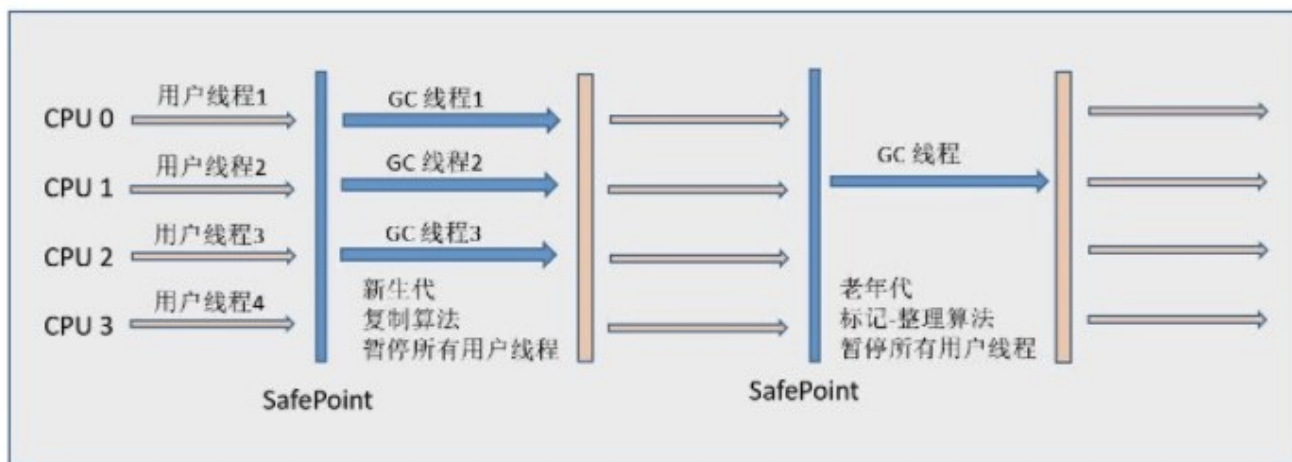 用户线程1
GC 线程1
CPU 0
用户线程2
GC 线程2
GC 线程
CPU 1
用户线程3
GC 线程3
CPU 2
用户线程4
新生代
老年代
CPU 3
复制算法
标记-整理算法
暂停所有用户线程
暂停所有用户线程
SafePoint
SafePoint